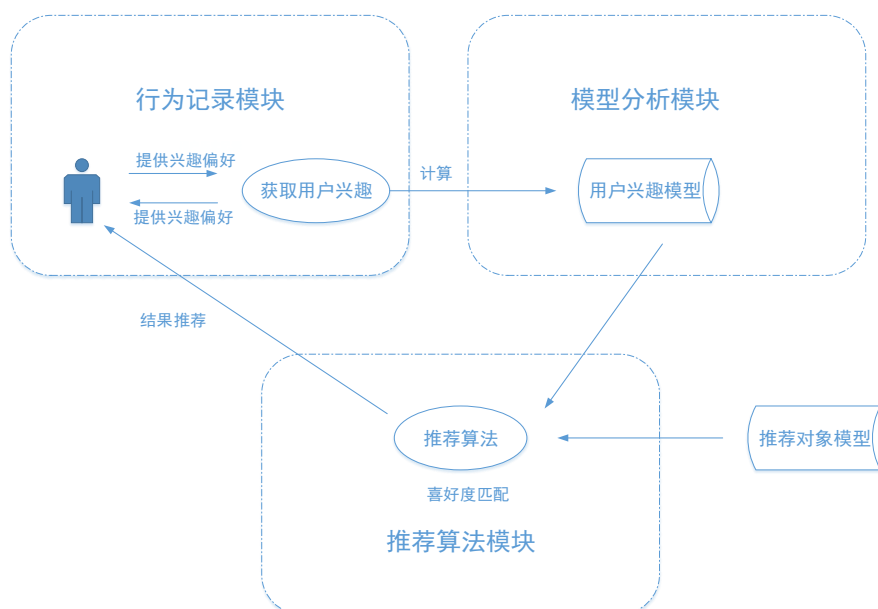 行为记录模块
模型分析模块
提供兴趣偏好
获取用户兴趣
计算
用户兴趣模型
提供兴趣偏好
结果推荐
推荐算法
推荐对象模型
喜好度匹配
推荐算法模块